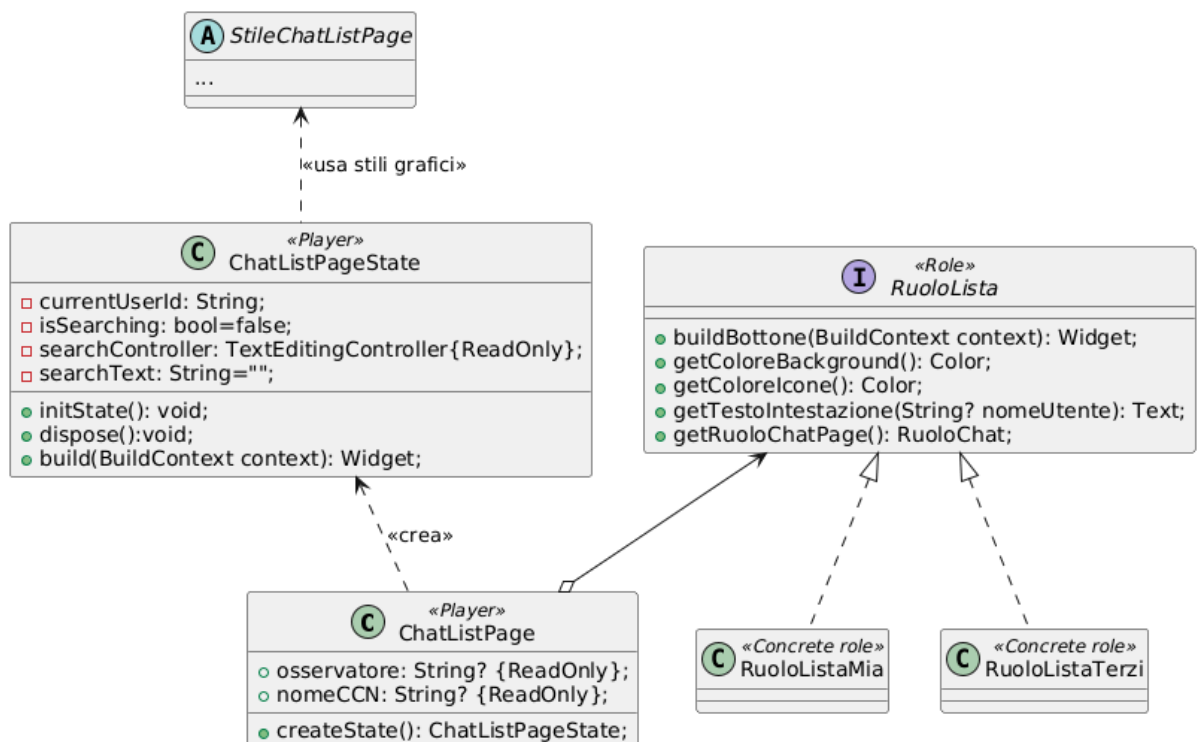 A StileChatListPage
...
«usa stili grafici»
«Player»
C ChatListPageState
currentUserId: String;
isSearching: bool=false;
searchController: TextEditingController{ReadOnly};
searchText: String="";
initState(): void;
dispose():void;
build(BuildContext context): Widget;
«Role»
I RuoloLista
buildBottone(BuildContext context): Widget;
getColoreBackground(): Color;
getColoreIcone(): Color;
getTestoIntestazione(String? nomeUtente): Text;
getRuoloChatPage(): RuoloChat;
«crea»
«Player»
C ChatListPage
osservatore: String? {ReadOnly};
nomeCCN: String? {ReadOnly};
createState(): ChatListPageState;
«Concrete role»
C RuoloListaMia
«Concrete role»
C RuoloListaTerzi